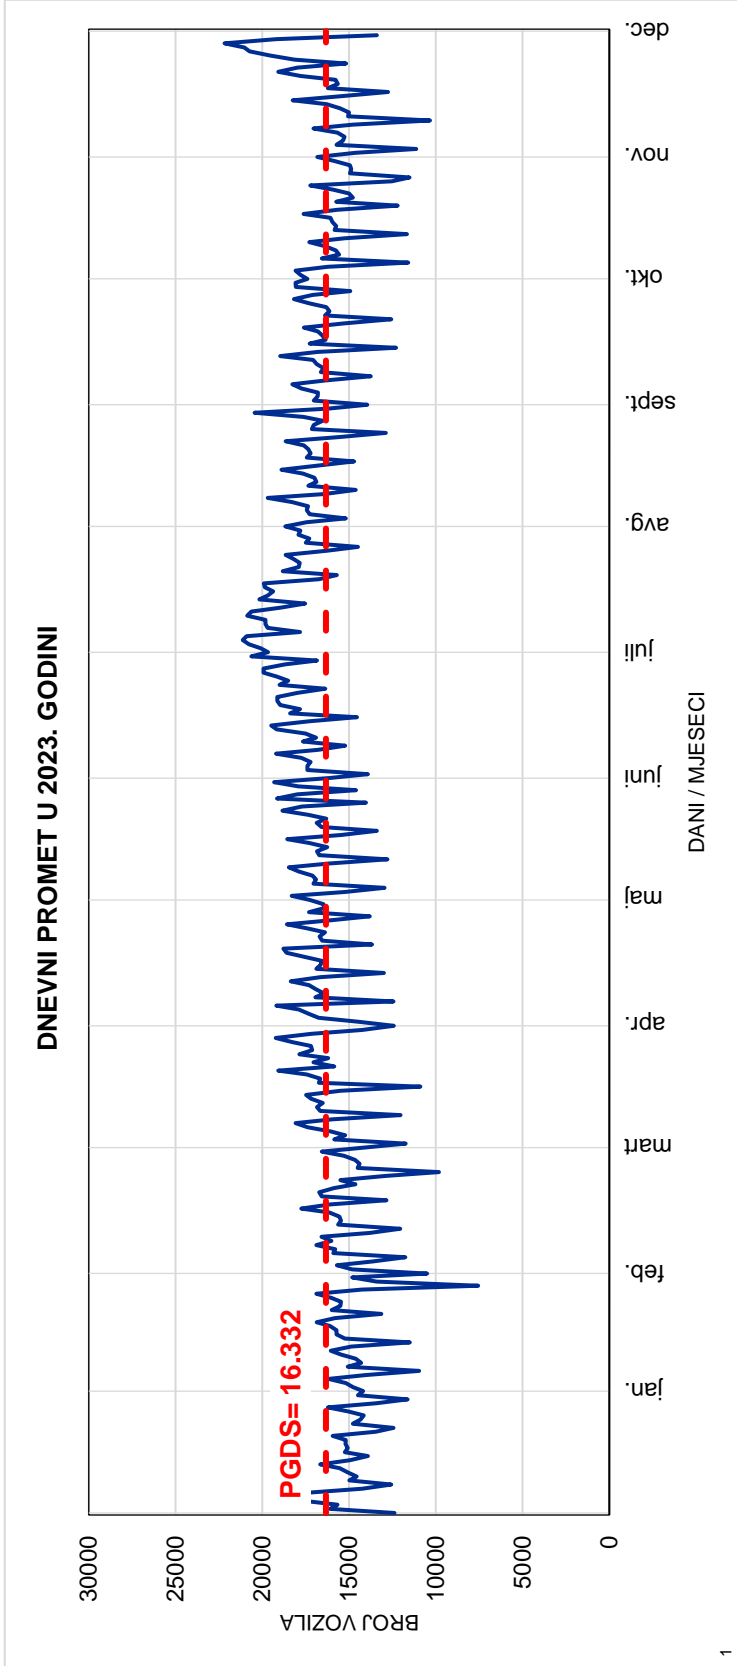 DNEVNI PROMET U 2023. GODINI
BROJ VOZILA
30000
25000
20000
15000
10000
5000
0
PGDS= 16.332
jan.
feb.
mart
apr.
maj
juni
juli
avg.
sept.
okt.
nov.
dec.
DANI / MJESECI
1